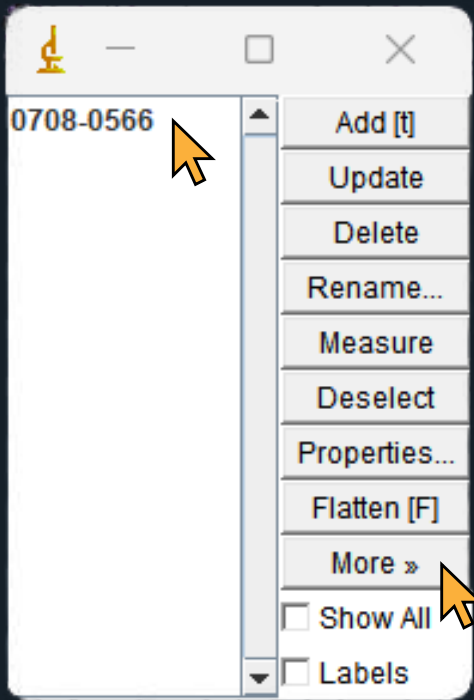 0708-0566
Add [t]
Update
Delete
Rename...
Measure
Deselect
Properties...
Flatten [F]
More »
Show All
Labels